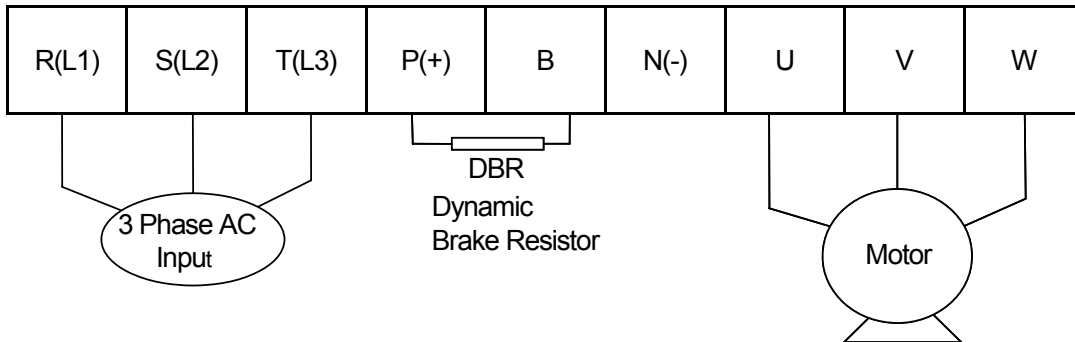 R(L1) S(L2) T(L3) P(+) B N(-) U V W
DBR
Dynamic
Brake Resistor
3 Phase AC
Input
Motor